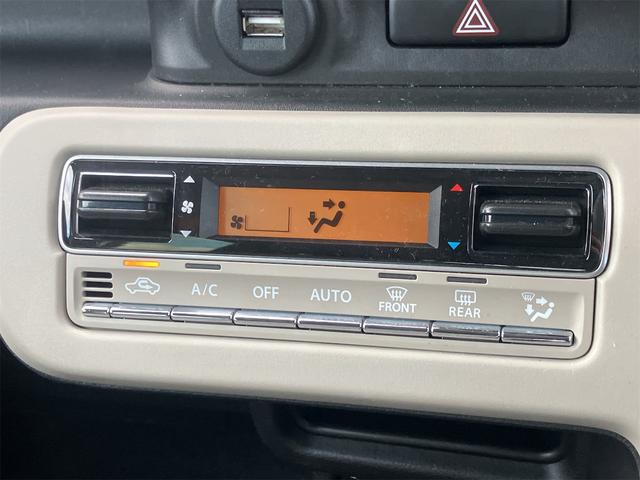 A/C OFF AUTO FRONT REAR